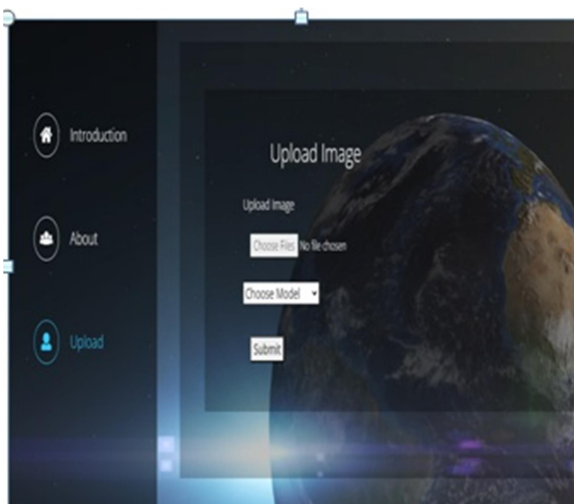 Introduction
About
Upload
Upload Image
Upload Image
Choose Files No file chosen
Choose Model
Submit